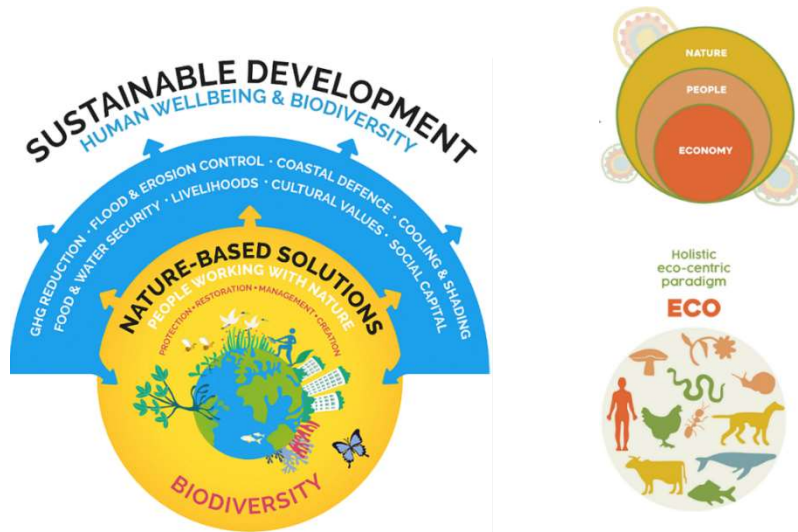 SUSTAINABLE DEVELOPMENT
HUMAN WELLBEING & BIODIVERSITY
GHG REDUCTION · FLOOD & EROSION CONTROL · COASTAL DEFENCE · COOLING & SHADING
FOOD & WATER SECURITY · LIVELIHOODS · CULTURAL VALUES · SOCIAL CAPITAL
NATURE-BASED SOLUTIONS
PEOPLE WORKING WITH NATURE
PROTECTION • RESTORATION • MANAGEMENT • CREATION
BIODIVERSITY
NATURE
PEOPLE
ECONOMY
Holistic
eco-centric
paradigm
ECO